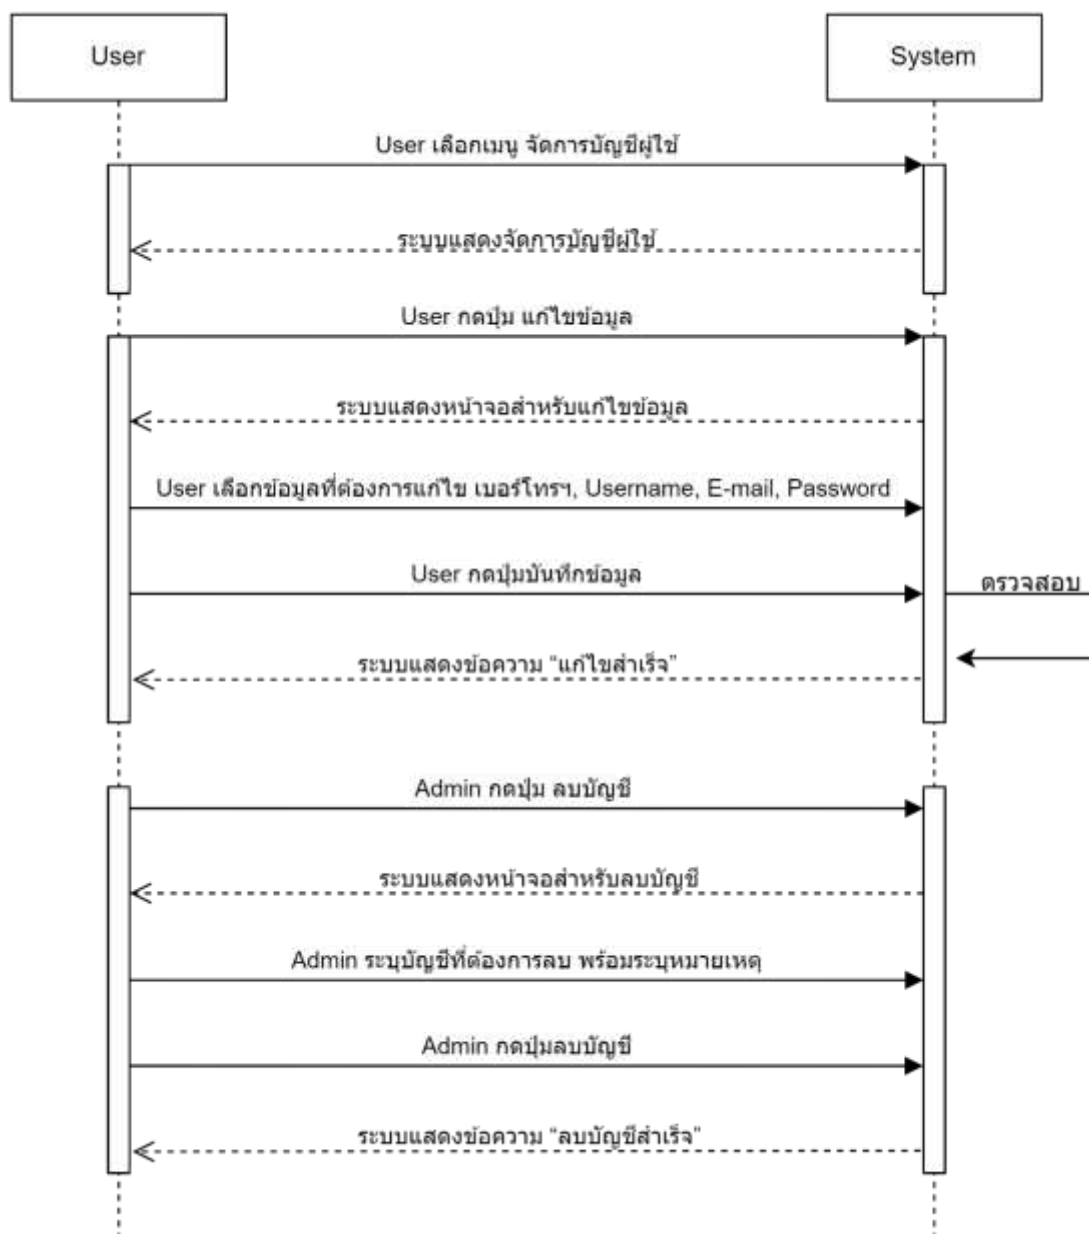 User
System
User เลือกเมนู จัดการบัญชีผู้ใช้
ระบบแสดงจัดการบัญชีผู้ใช้
User กดปุ่ม แก้ไขข้อมูล
ระบบแสดงหน้าจอสำหรับแก้ไขข้อมูล
User เลือกข้อมูลที่ต้องการแก้ไข เบอร์โทรฯ, Username, E-mail, Password
User กดปุ่มบันทึกข้อมูล
ตรวจสอบ
ระบบแสดงข้อความ “แก้ไขสำเร็จ”
Admin กดปุ่ม ลบบัญชี
ระบบแสดงหน้าจอสำหรับลบบัญชี
Admin ระบุบัญชีที่ต้องการลบ พร้อมระบุหมายเหตุ
Admin กดปุ่มลบบัญชี
ระบบแสดงข้อความ “ลบบัญชีสำเร็จ”